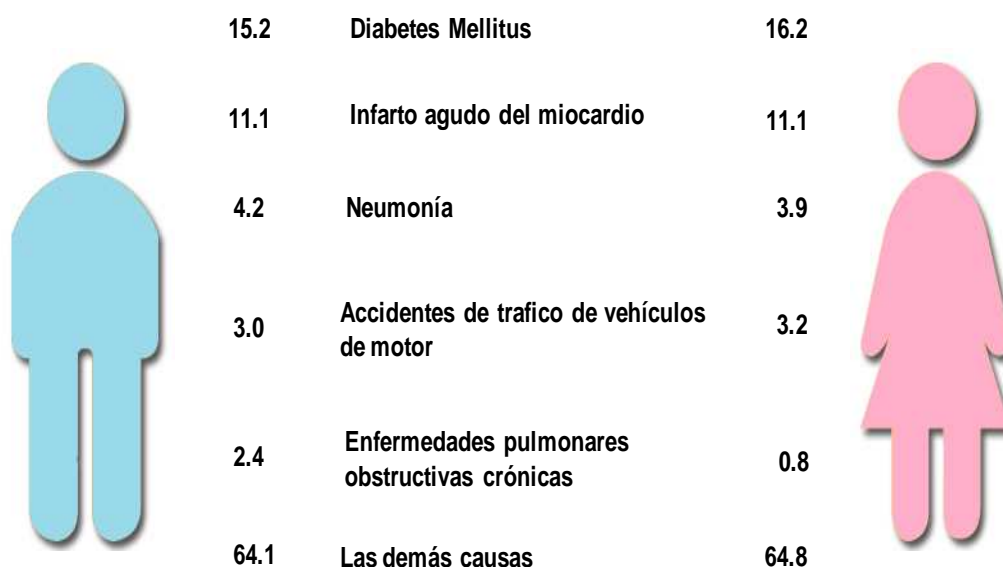 15.2 Diabetes Mellitus 16.2
11.1 Infarto agudo del miocardio 11.1
4.2 Neumonía 3.9
3.0 Accidentes de trafico de vehículos 3.2
de motor
2.4 Enfermedades pulmonares 0.8
obstructivas crónicas
64.1 Las demás causas 64.8